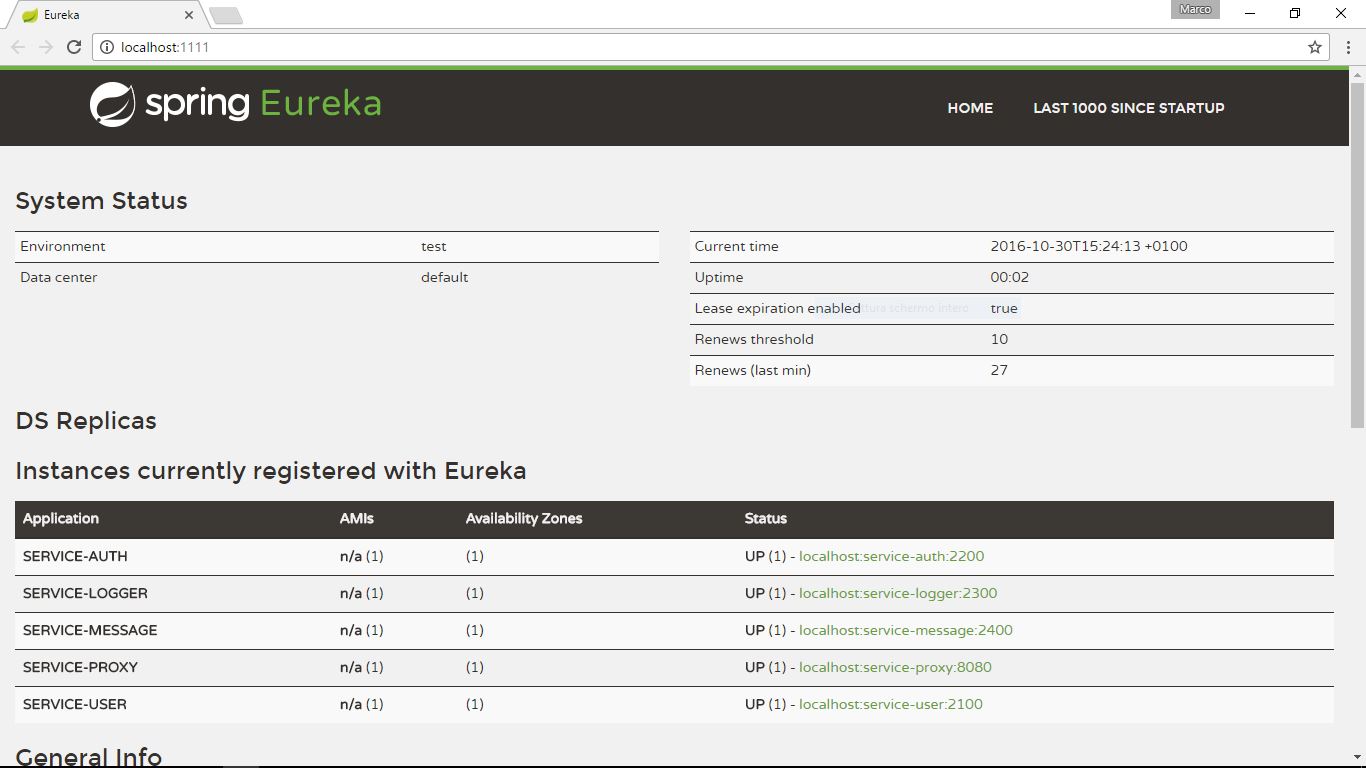 Eureka
Marco
localhost:1111
spring Eureka
HOME LAST 1000 SINCE STARTUP
System Status
Environment test
Data center default
Current time 2016-10-30T15:24:13 +0100
Uptime 00:02
Lease expiration enabled true
schermo intero
Renews threshold 10
Renews (last min) 27
DS Replicas
Instances currently registered with Eureka
Application AMIs Availability Zones Status
SERVICE-AUTH n/a (1) (1) UP (1) - localhost:service-auth:2200
SERVICE-LOGGER n/a (1) (1) UP (1) - localhost:service-logger:2300
SERVICE-MESSAGE n/a (1) (1) UP (1) - localhost:service-message:2400
SERVICE-PROXY n/a (1) (1) UP (1) - localhost:service-proxy:8080
SERVICE-USER n/a (1) (1) UP (1) - localhost:service-user:2100
General Info